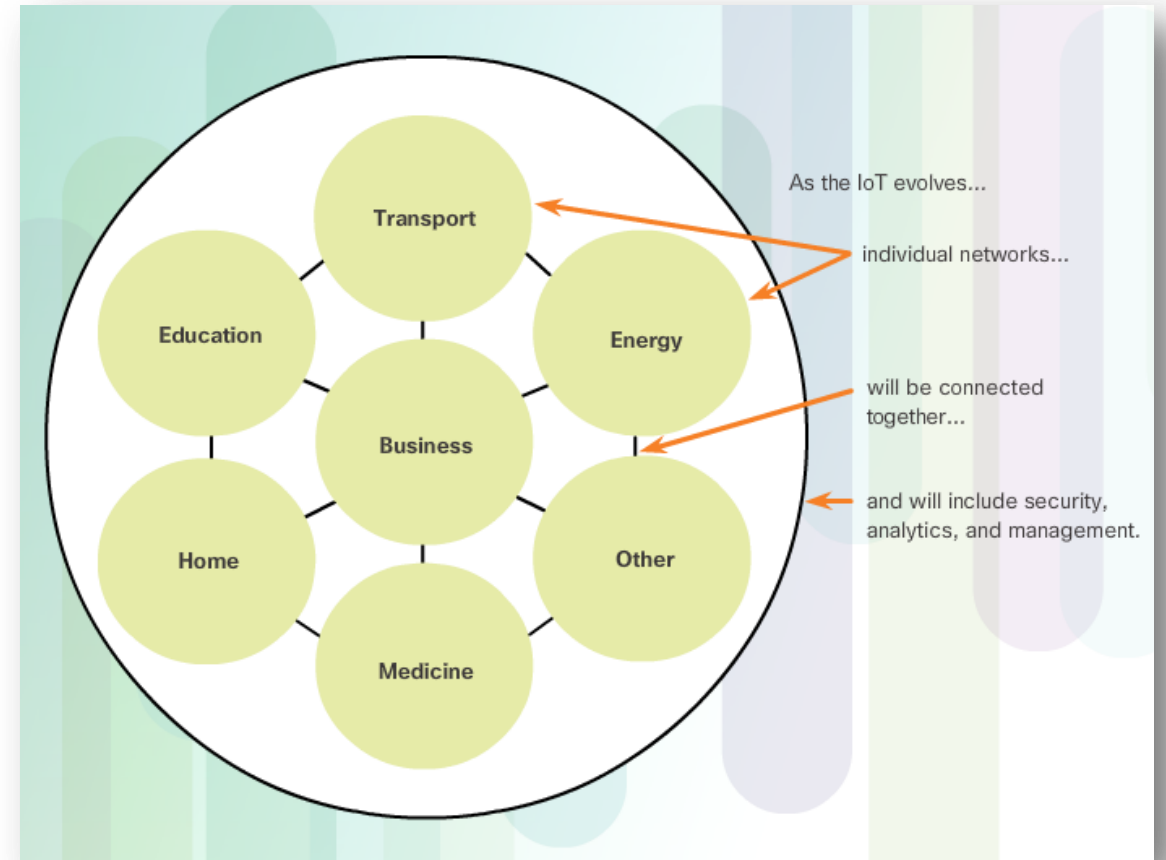 Transport
As the IoT evolves...
individual networks...
Education
Energy
will be connected
together...
Business
and will include security,
analytics, and management.
Home
Other
Medicine